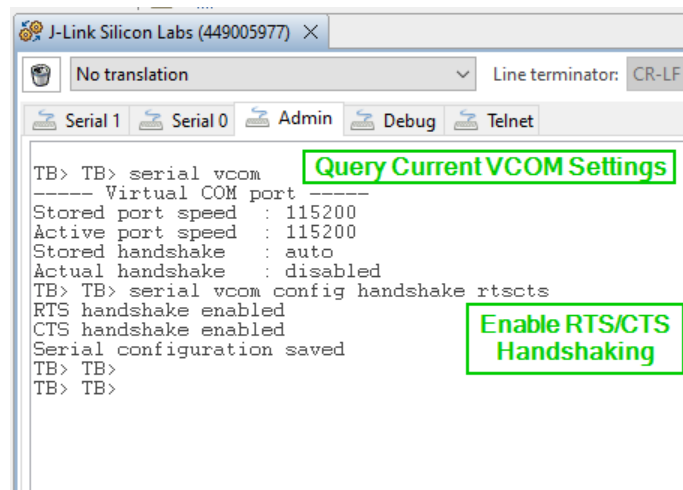 J-Link Silicon Labs (449005977)
No translation
Line terminator: CR-LF
Serial 1 Serial 0 Admin Debug Telnet
TB> TB> serial vcom
Query Current VCOM Settings
----- Virtual COM port -----
Stored port speed : 115200
Active port speed : 115200
Stored handshake : auto
Actual handshake : disabled
TB> TB> serial vcom config handshake rtscts
RTS handshake enabled
CTS handshake enabled
Serial configuration saved
TB> TB>
TB> TB>
Enable RTS/CTS
Handshaking